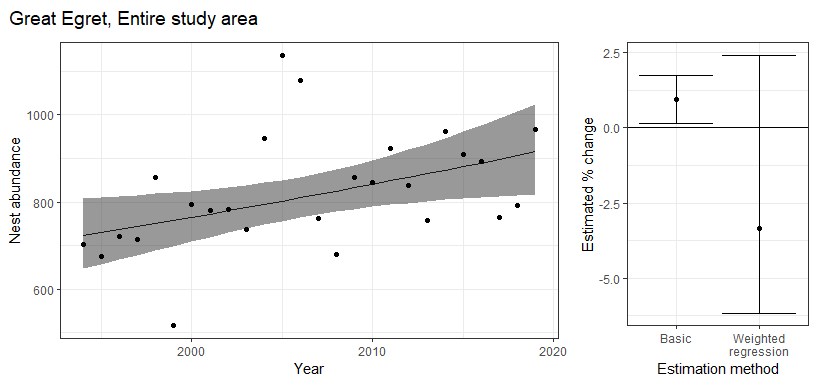 Great Egret, Entire study area
Nest abundance
1000
800
600
2000
2010
2020
Year
Estimated % change
2.5
0.0
-2.5
-5.0
Basic
Weighted
regression
Estimation method